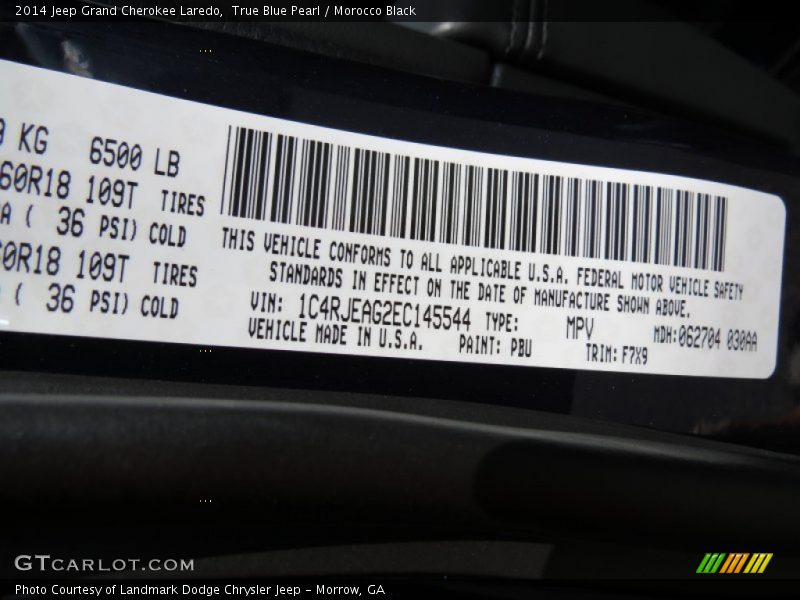 2014 Jeep Grand Cherokee Laredo, True Blue Pearl / Morocco Black
KG 6500 LB
60R18 109T TIRES
A ( 36 PSI) COLD
60R18 109T TIRES
( 36 PSI) COLD
THIS VEHICLE CONFORMS TO ALL APPLICABLE U.S.A. FEDERAL MOTOR VEHICLE SAFETY
STANDARDS IN EFFECT ON THE DATE OF MANUFACTURE SHOWN ABOVE.
VIN: 1C4RJEAG2EC145544 TYPE: MPV MDH:062704 030AA
VEHICLE MADE IN U.S.A. PAINT: PBU TRIM: F7X9
GTCARLOT.COM
Photo Courtesy of Landmark Dodge Chrysler Jeep - Morrow, GA